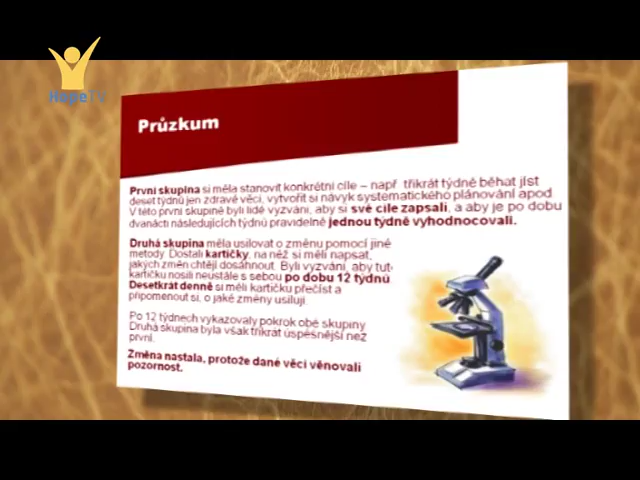 HopeTV
Průzkum
První skupina si měla stanovit konkrétní cíle – např třikrát týdně běhat jíst
deset týdnů jen zdravé věci, vytvořit si návyk systematického plánování apod.
V této první skupině byli lidé vyzváni, aby si své cíle zapsali, a aby je po dobu
dvanácti následujících týdnů pravidelně jednou týdně vyhodnocovali.
Druhá skupina měla usilovat o změnu pomocí jiné
metody. Dostali kartičky, na něž si měli napsat,
jakých změn chtějí dosáhnout. Byli vyzváni, aby tut
kartičku nosili neustále s sebou po dobu 12 týdnů
Desetkrát denně si měli kartičku přečíst a
připomenout si, o jaké změny usilují.
Po 12 týdnech vykazovaly pokrok obě skupiny
Druhá skupina byla však třikrát úspěšnější než
první.
Změna nastala, protože dané věci věnovali
pozornost.